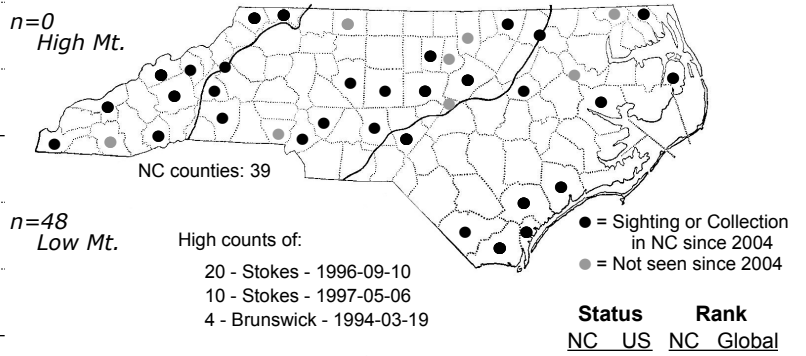 n=0
High Mt.
NC counties: 39
n=48
Low Mt.
High counts of:
20 - Stokes - 1996-09-10
10 - Stokes - 1997-05-06
4 - Brunswick - 1994-03-19
= Sighting or Collection
in NC since 2004
= Not seen since 2004
Status Rank
NC US NC Global